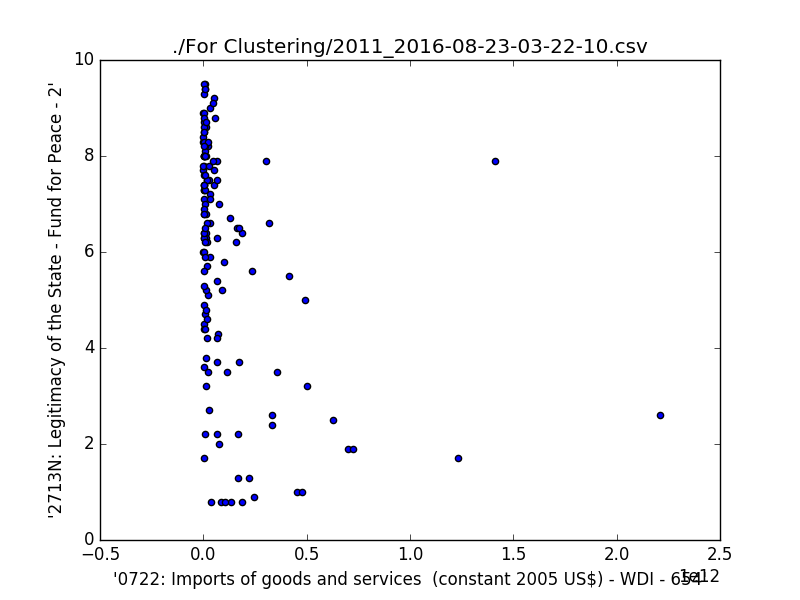 ./For Clustering/2011_2016-08-23-03-22-10.csv
'2713N: Legitimacy of the State - Fund for Peace - 2'
10
8
6
4
2
0
−0.5 0.0 0.5 1.0 1.5 2.0 2.5
1e12
'0722: Imports of goods and services  (constant 2005 US$) - WDI - 654